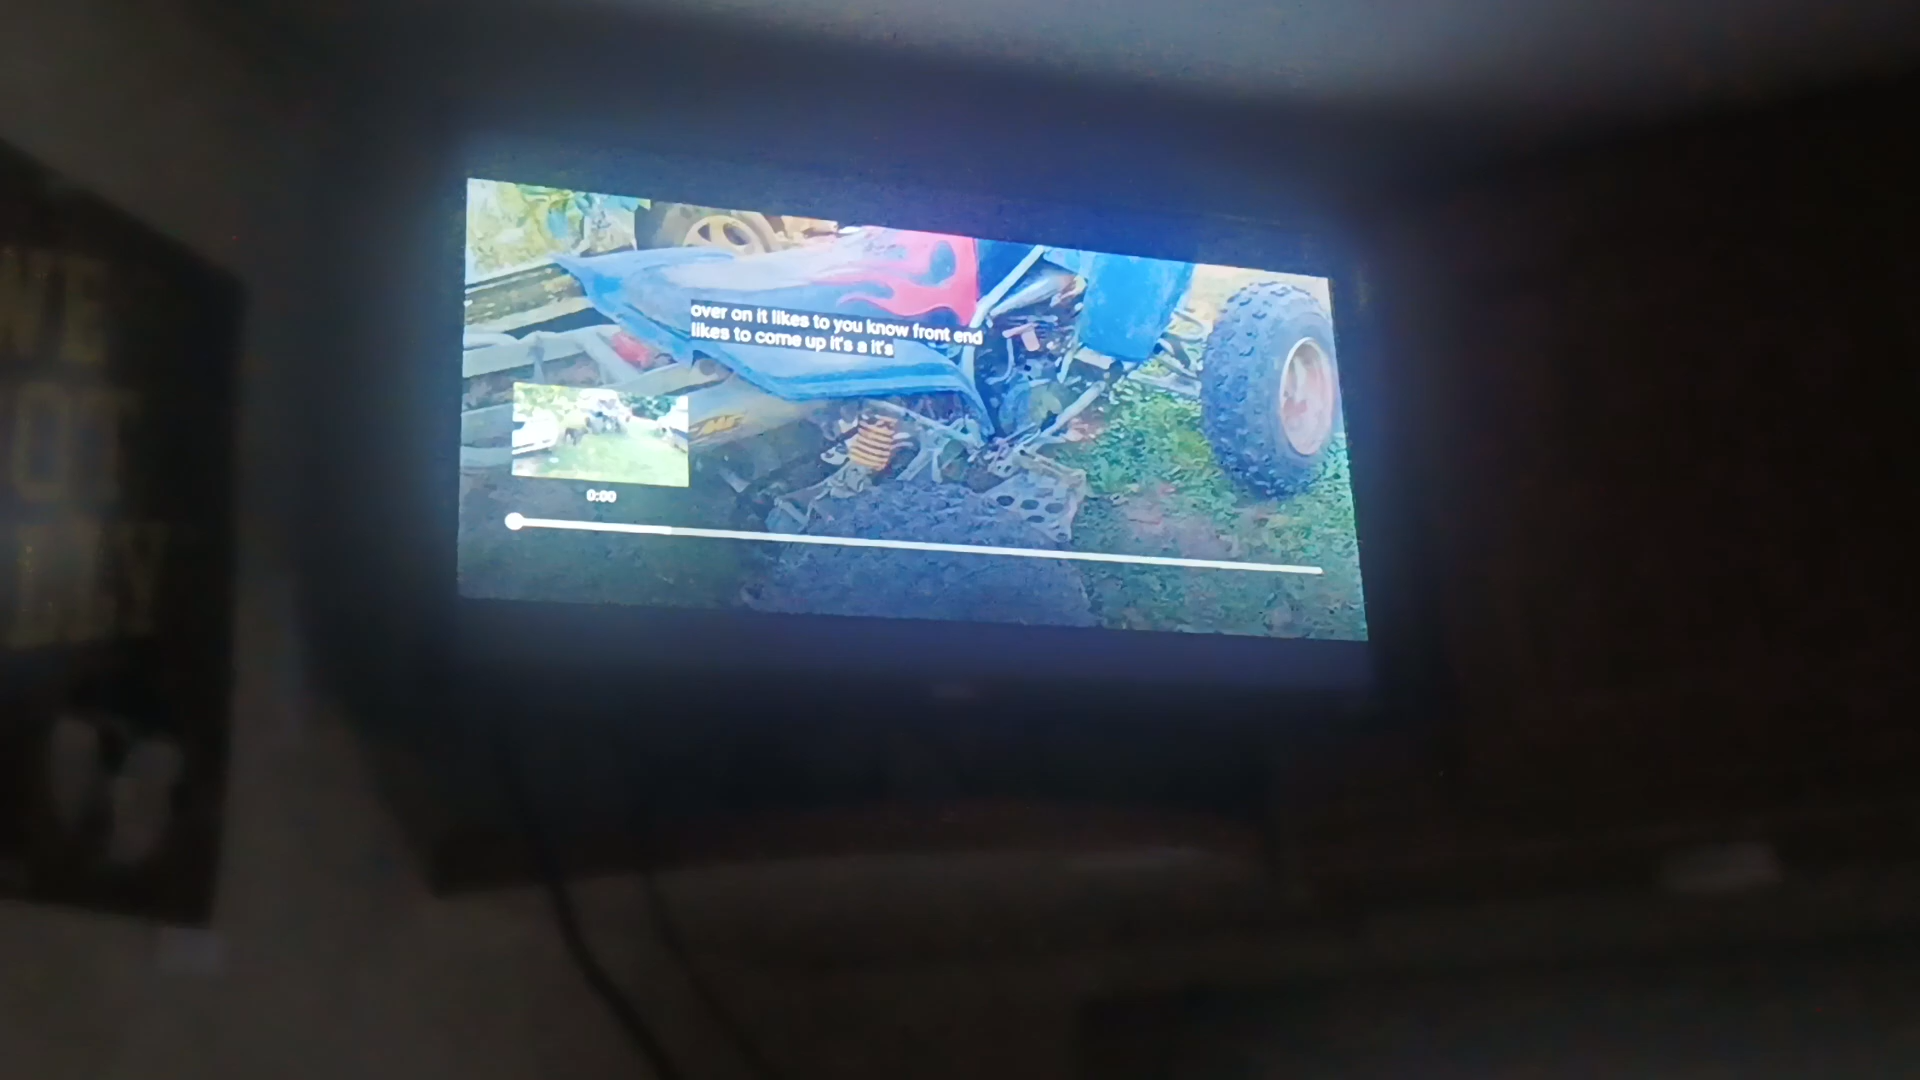 over on it likes to you know front end
likes to come up it's a it's
0:00